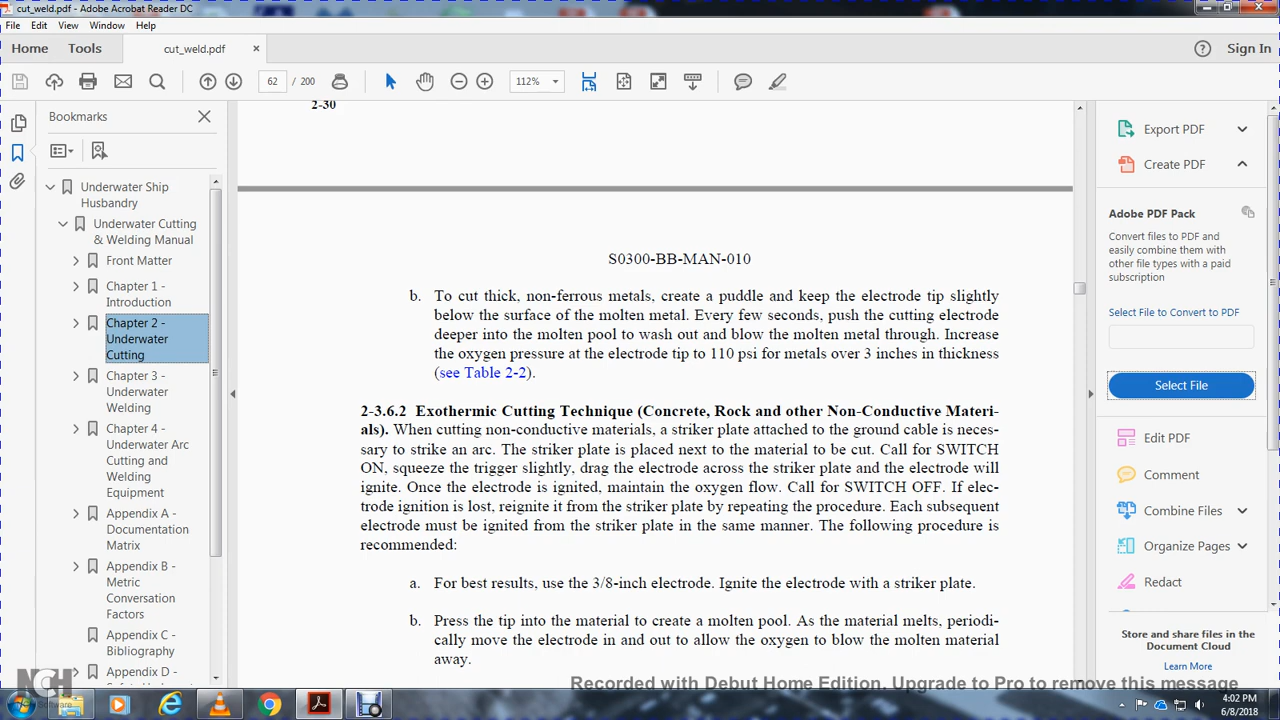 cut_weld.pdf - Adobe Acrobat Reader DC
File Edit View Window Help
Home Tools cut_weld.pdf × Sign In
62 / 200 112%
Bookmarks
Underwater Ship
Husbandry
Underwater Cutting
& Welding Manual
Front Matter
Chapter 1 -
Introduction
Chapter 2 -
Underwater
Cutting
Chapter 3 -
Underwater
Welding
Chapter 4 -
Underwater Arc
Cutting and
Welding
Equipment
Appendix A -
Documentation
Matrix
Appendix B -
Metric
Conversation
Factors
Appendix C -
Bibliography
Appendix D -
2-30
S0300-BB-MAN-010
b. To cut thick, non-ferrous metals, create a puddle and keep the electrode tip slightly
below the surface of the molten metal. Every few seconds, push the cutting electrode
deeper into the molten pool to wash out and blow the molten metal through. Increase
the oxygen pressure at the electrode tip to 110 psi for metals over 3 inches in thickness
(see Table 2-2).
2-3.6.2 Exothermic Cutting Technique (Concrete, Rock and other Non-Conductive Materi-
als). When cutting non-conductive materials, a striker plate attached to the ground cable is neces-
sary to strike an arc. The striker plate is placed next to the material to be cut. Call for SWITCH
ON, squeeze the trigger slightly, drag the electrode across the striker plate and the electrode will
ignite. Once the electrode is ignited, maintain the oxygen flow. Call for SWITCH OFF. If elec-
trode ignition is lost, reignite it from the striker plate by repeating the procedure. Each subsequent
electrode must be ignited from the striker plate in the same manner. The following procedure is
recommended:
a. For best results, use the 3/8-inch electrode. Ignite the electrode with a striker plate.
b. Press the tip into the material to create a molten pool. As the material melts, periodi-
cally move the electrode in and out to allow the oxygen to blow the molten material
away.
Export PDF
Create PDF
Adobe PDF Pack
Convert files to PDF and
easily combine them with
other file types with a paid
subscription
Select File to Convert to PDF
Select File
Edit PDF
Comment
Combine Files
Organize Pages
Redact
Store and share files in the
Document Cloud
Learn More
NCH
Software
Recorded with Debut Home Edition. Upgrade to Pro to remove this message
4:02 PM
6/8/2018